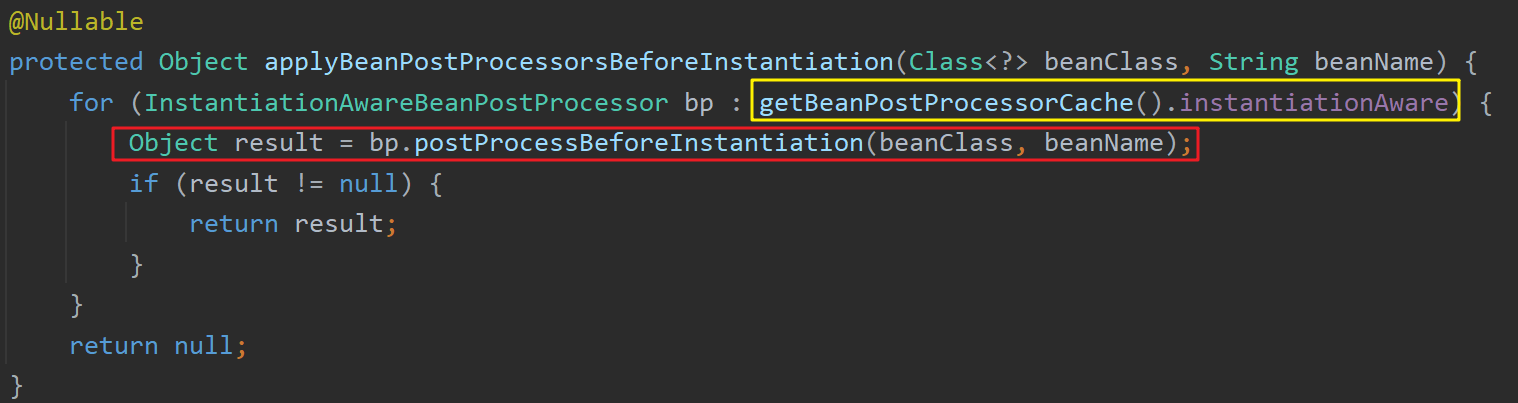 @Nullable
protected Object applyBeanPostProcessorsBeforeInstantiation(Class<?> beanClass, String beanName) {
for (InstantiationAwareBeanPostProcessor bp : getBeanPostProcessorCache().instantiationAware) {
Object result = bp.postProcessBeforeInstantiation(beanClass, beanName);
if (result != null) {
return result;
}
}
return null;
}